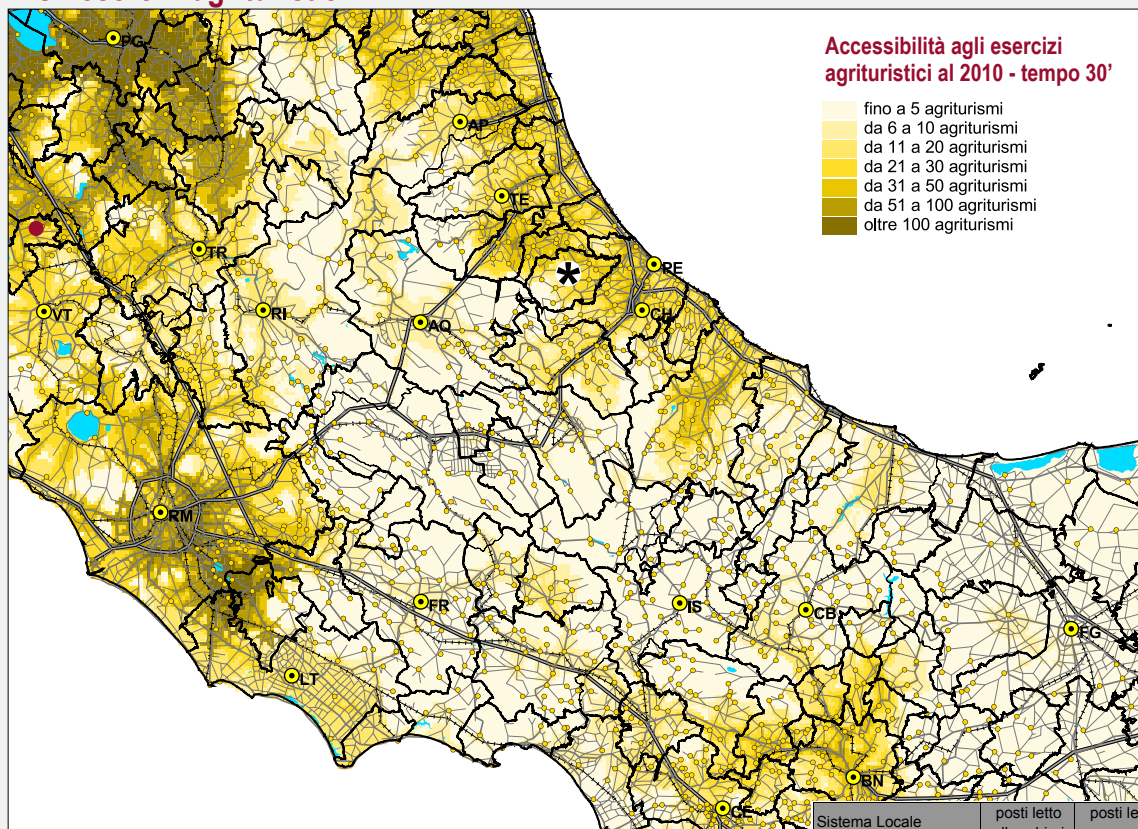 Accessibilità agli esercizi
agrituristici al 2010 - tempo 30’
fino a 5 agriturismi
da 6 a 10 agriturismi
da 11 a 20 agriturismi
da 21 a 30 agriturismi
da 31 a 50 agriturismi
da 51 a 100 agriturismi
oltre 100 agriturismi
PG
AP
TE
TR
*
PE
VT
RI
AQ
CH
RM
FR
IS
CB
FG
LT
BN
CE
Sistema Locale
posti letto
posti le